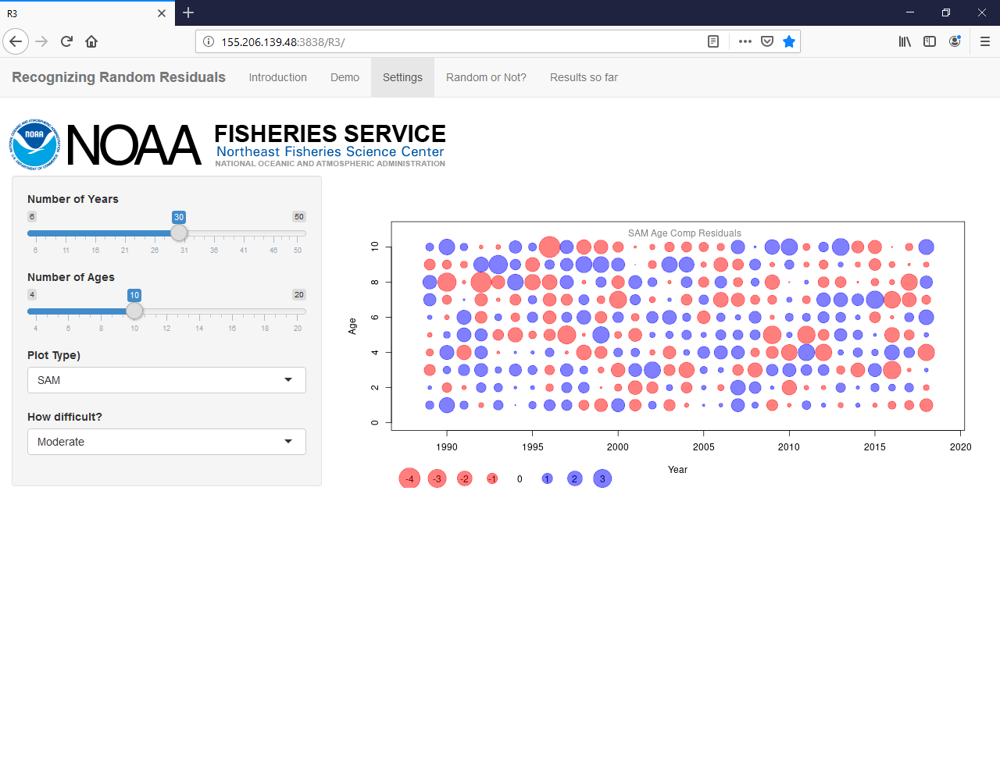 R3
155.206.139.48:3838/R3/
Recognizing Random Residuals Introduction Demo Settings Random or Not? Results so far
NOAA
NOAA
FISHERIES SERVICE
Northeast Fisheries Science Center
NATIONAL OCEANIC AND ATMOSPHERIC ADMINISTRATION
Number of Years
6 30 50
6 11 16 21 26 31 36 41 46 50
Number of Ages
4 10 20
4 6 8 10 12 14 16 18 20
Plot Type)
SAM
How difficult?
Moderate
SAM Age Comp Residuals
10
8
6
4
2
0
Age
1990 1995 2000 2005 2010 2015 2020
Year
-4 -3 -2 -1 0 1 2 3